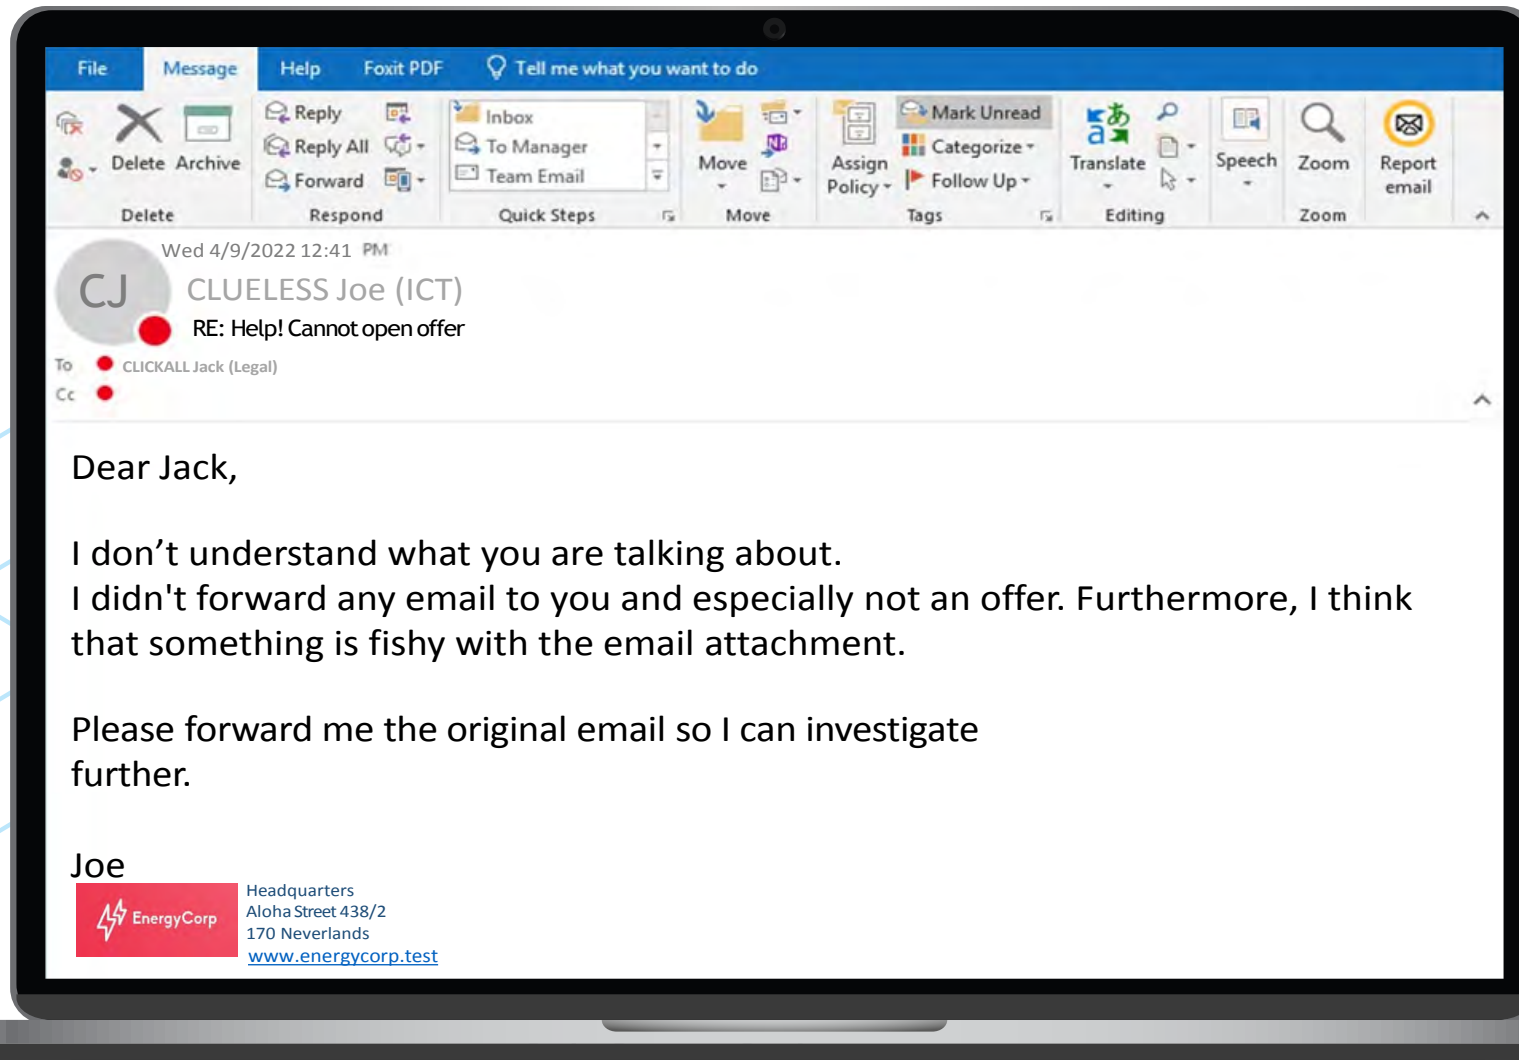 File Message Help Foxit PDF Tell me what you want to do
Reply Inbox Mark Unread
Reply All To Manager Categorize
Delete Archive Forward Team Email Move Assign Policy Follow Up Translate Speech Zoom Report email
Delete Respond Quick Steps Move Tags Editing Zoom
Wed 4/9/2022 12:41 PM
CJ CLUELESS Joe (ICT)
RE: Help! Cannot open offer
To CLICKALL Jack (Legal)
Cc
Dear Jack,
I don’t understand what you are talking about.
I didn't forward any email to you and especially not an offer. Furthermore, I think
that something is fishy with the email attachment.
Please forward me the original email so I can investigate
further.
Joe
EnergyCorp
Headquarters
Aloha Street 438/2
170 Neverlands
www.energycorp.test